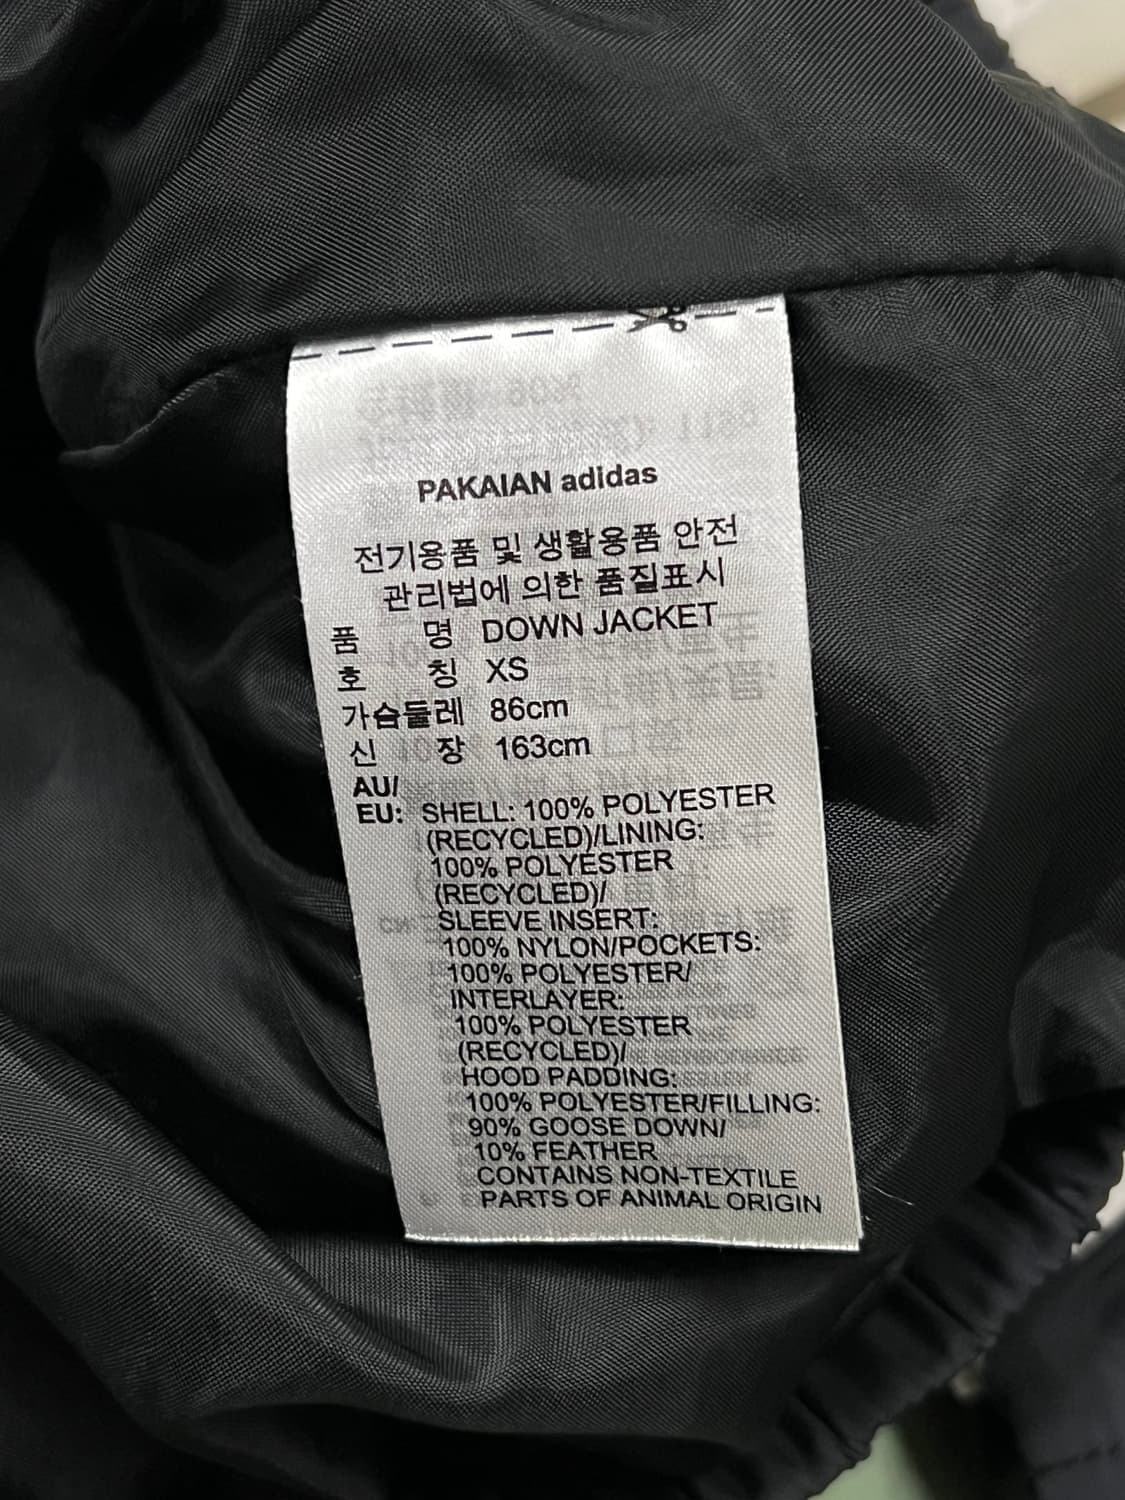 PAKAIAN adidas
전기용품 및 생활용품 안전
관리법에 의한 품질표시
품 명 DOWN JACKET
호 칭 XS
가슴둘레 86cm
신 장 163cm
AU/
EU: SHELL: 100% POLYESTER
(RECYCLED)/LINING:
100% POLYESTER
(RECYCLED)/
SLEEVE INSERT:
100% NYLON/POCKETS:
100% POLYESTER/
INTERLAYER:
100% POLYESTER
(RECYCLED)/
HOOD PADDING:
100% POLYESTER/FILLING:
90% GOOSE DOWN/
10% FEATHER
CONTAINS NON-TEXTILE
PARTS OF ANIMAL ORIGIN